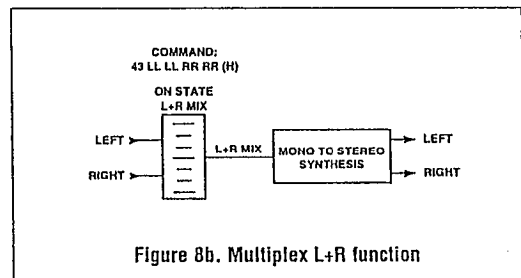 COMMAND:
43 LL LL RR RR (H)
ON STATE
L+R MIX
LEFT
RIGHT
L+R MIX
MONO TO STEREO
SYNTHESIS
LEFT
RIGHT
Figure 8b. Multiplex L+R function